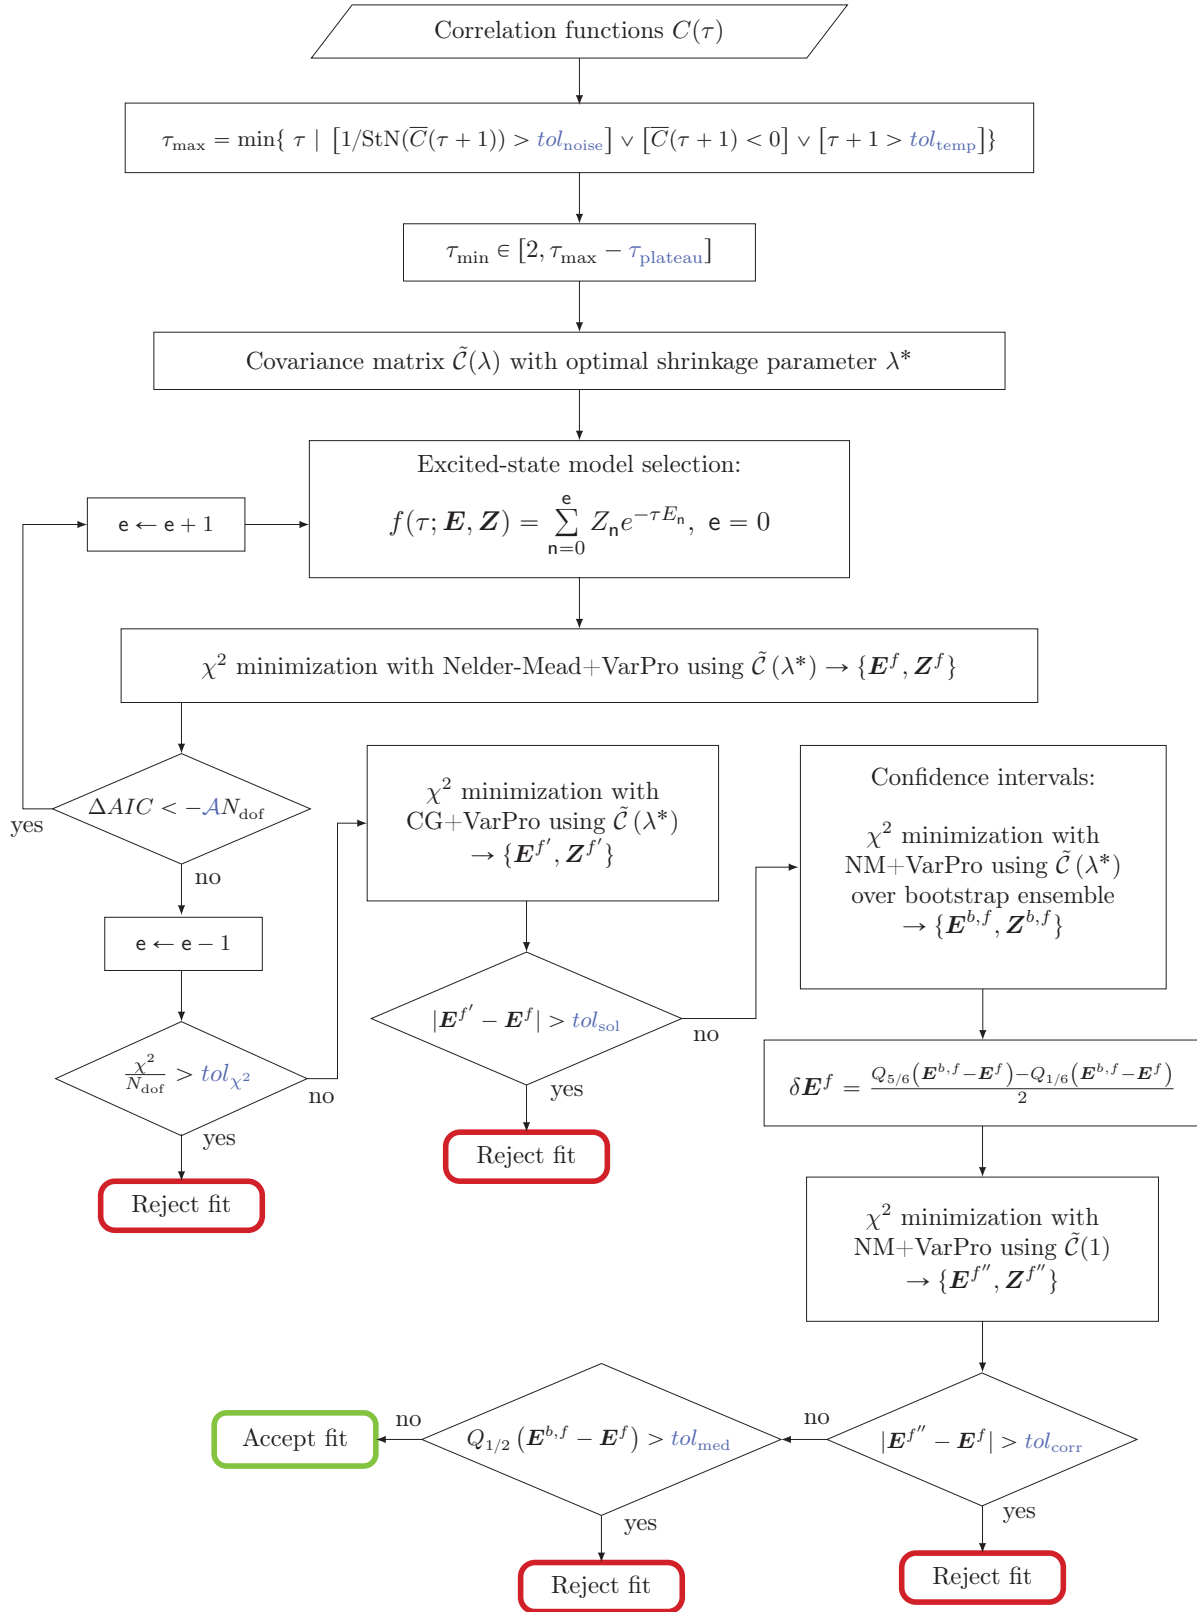 Correlation functions C(τ)
τ_max = min{ τ | [1/StN(C̅(τ + 1)) > tol_noise] ∨ [C̅(τ + 1) < 0] ∨ [τ + 1 > tol_temp]}
τ_min ∈ [2, τ_max − τ_plateau]
Covariance matrix 𝒞̃(λ) with optimal shrinkage parameter λ*
Excited-state model selection:
f(τ; E, Z) = ∑_{n=0}^{e} Z_n e^{−τE_n}, e = 0
e ← e + 1
χ² minimization with Nelder-Mead+VarPro using 𝒞̃ (λ*) → {E^f, Z^f}
ΔAIC < −𝒜N_dof
yes
no
e ← e − 1
χ²/N_dof > tol_χ²
no
yes
Reject fit
χ² minimization with
CG+VarPro using 𝒞̃ (λ*)
→ {E^{f′}, Z^{f′}}
|E^{f′} − E^f| > tol_sol
no
yes
Reject fit
Confidence intervals:
χ² minimization with
NM+VarPro using 𝒞̃ (λ*)
over bootstrap ensemble
→ {E^{b,f}, Z^{b,f}}
δE^f = (Q_{5/6}(E^{b,f}−E^f)−Q_{1/6}(E^{b,f}−E^f))/2
χ² minimization with
NM+VarPro using 𝒞̃(1)
→ {E^{f″}, Z^{f″}}
|E^{f″} − E^f| > tol_corr
no
yes
Reject fit
Q_{1/2} (E^{b,f} − E^f) > tol_med
no
yes
Reject fit
Accept fit